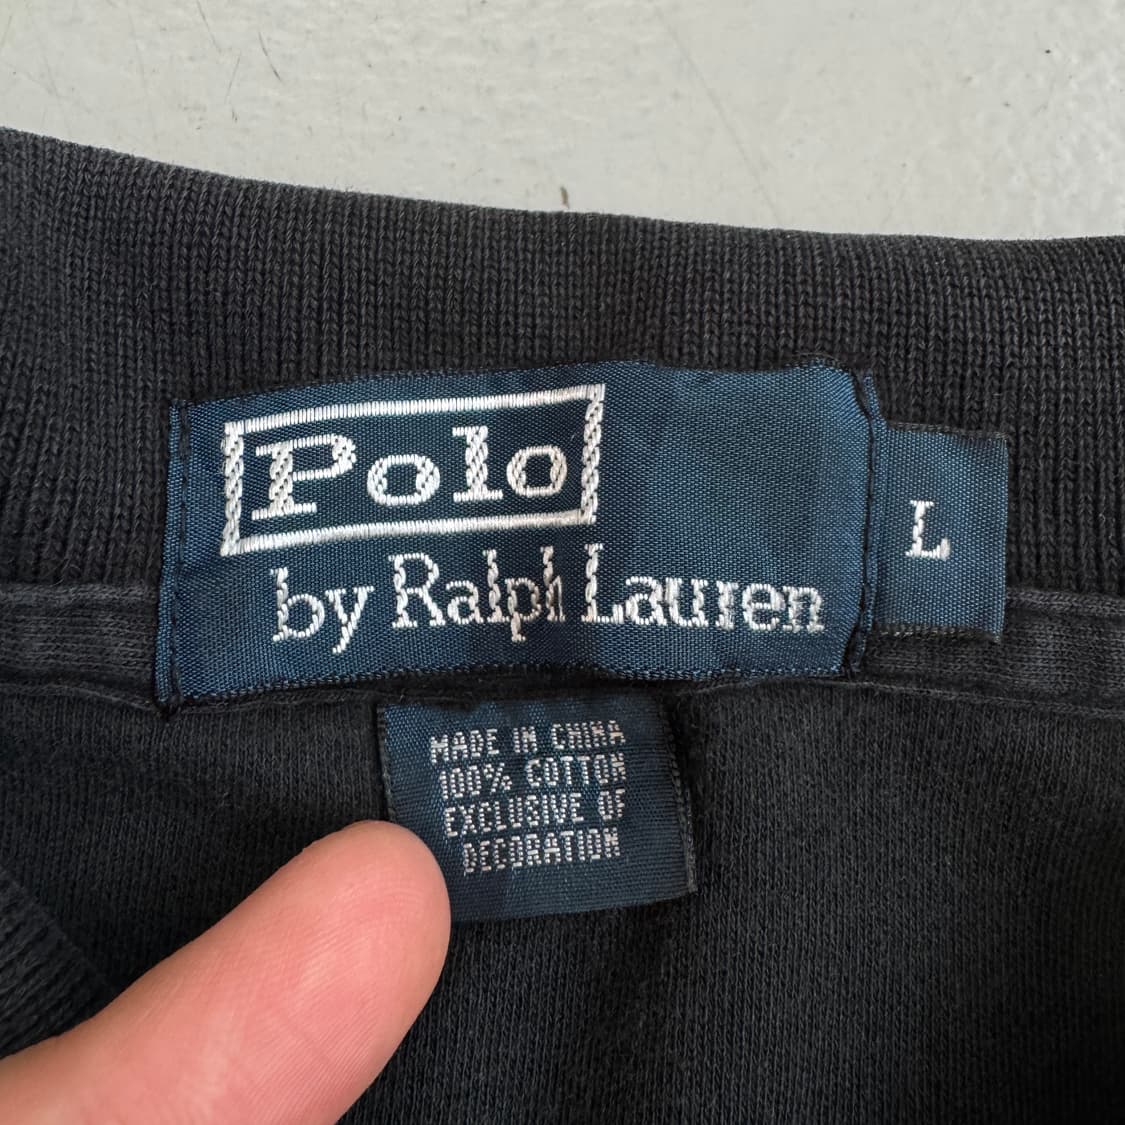 Polo
by Ralph Lauren
L
MADE IN CHINA
100% COTTON
EXCLUSIVE OF
DECORATION